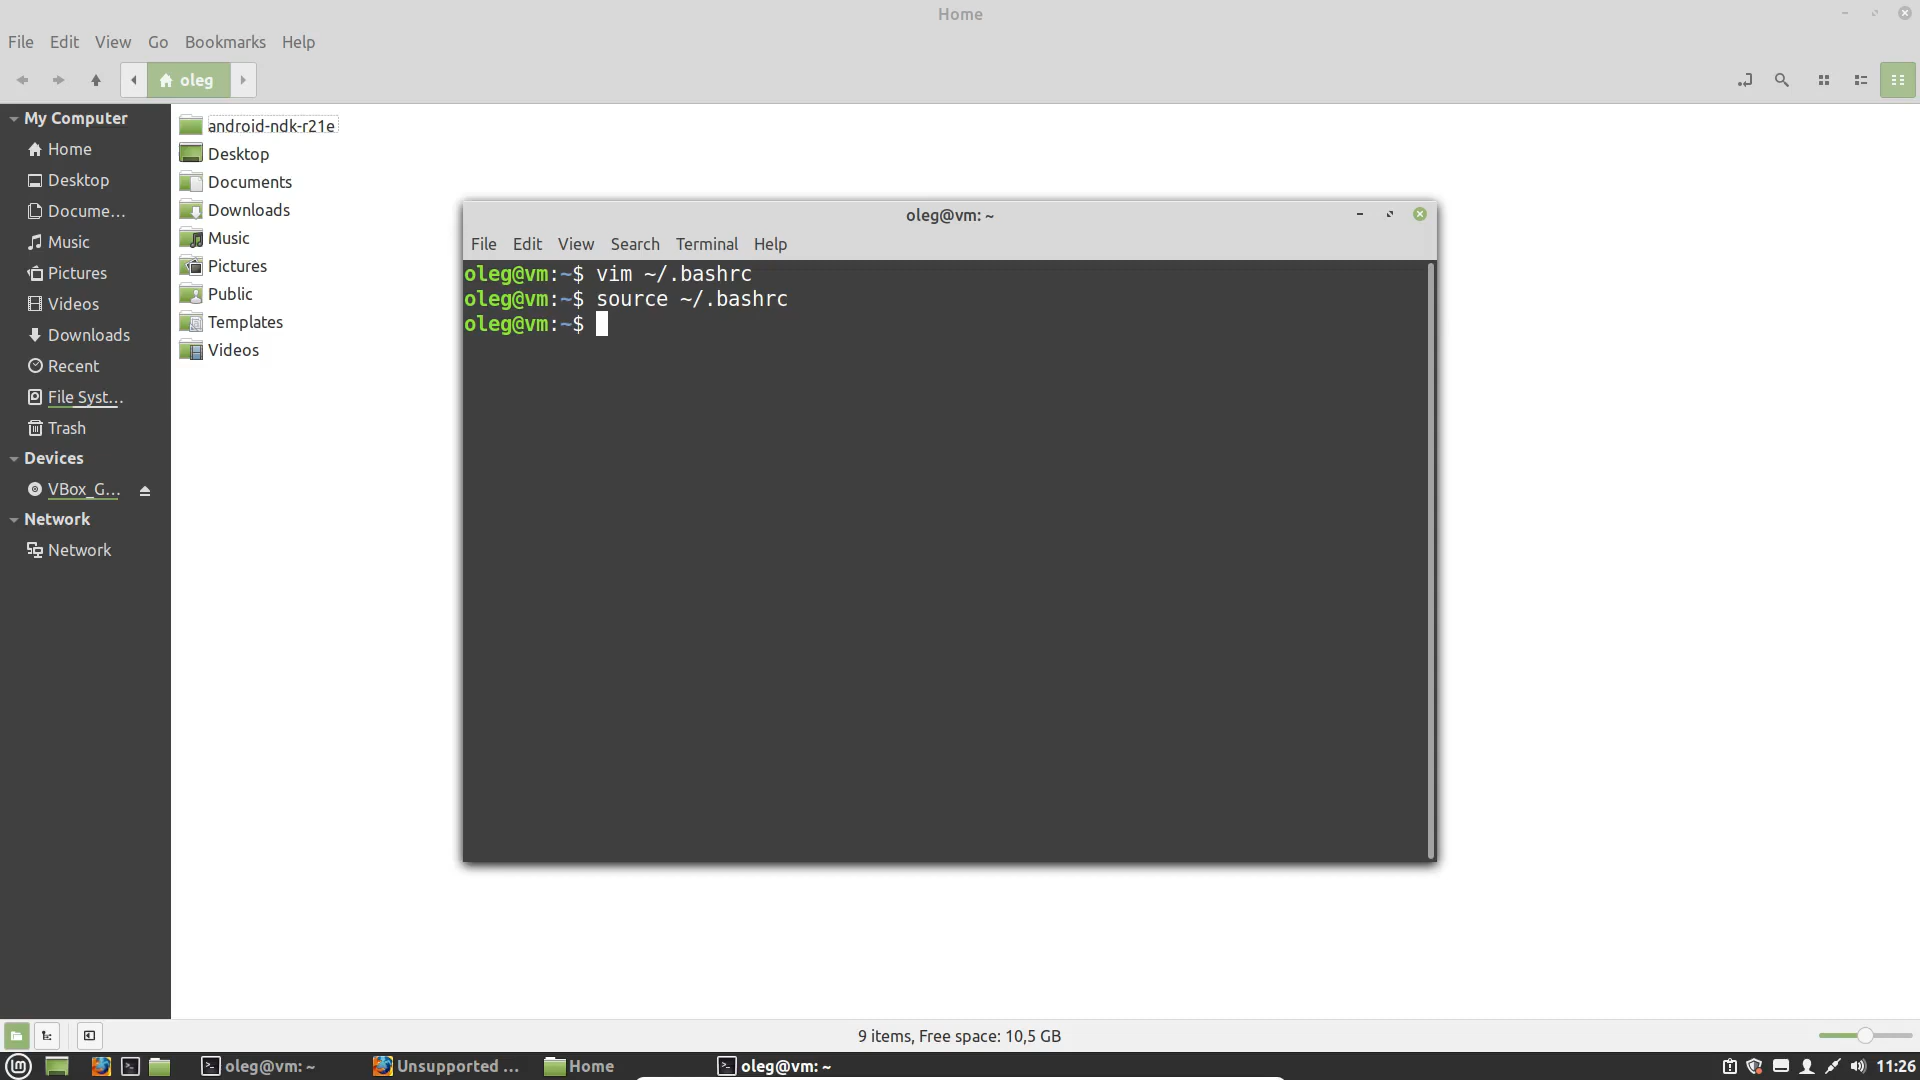 Home
File Edit View Go Bookmarks Help
oleg
My Computer
Home
Desktop
Docume...
Music
Pictures
Videos
Downloads
Recent
File Syst...
Trash
Devices
VBox_G...
Network
Network
android-ndk-r21e
Desktop
Documents
Downloads
Music
Pictures
Public
Templates
Videos
oleg@vm: ~
File Edit View Search Terminal Help
oleg@vm:~$ vim ~/.bashrc
oleg@vm:~$ source ~/.bashrc
oleg@vm:~$
9 items, Free space: 10,5 GB
oleg@vm: ~ Unsupported ... Home oleg@vm: ~ 11:26